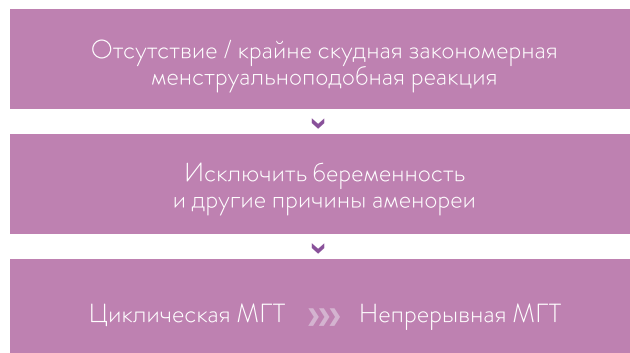 Отсутствие / крайне скудная закономерная
менструальноподобная реакция
Исключить беременность
и другие причины аменореи
Циклическая МГТ Непрерывная МГТ